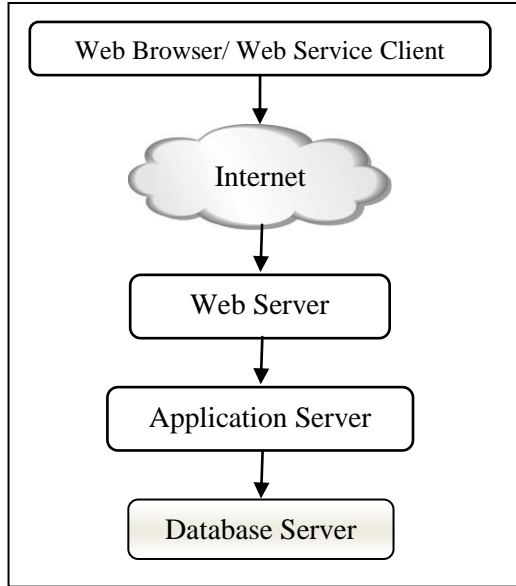 Web Browser/ Web Service Client
Internet
Web Server
Application Server
Database Server